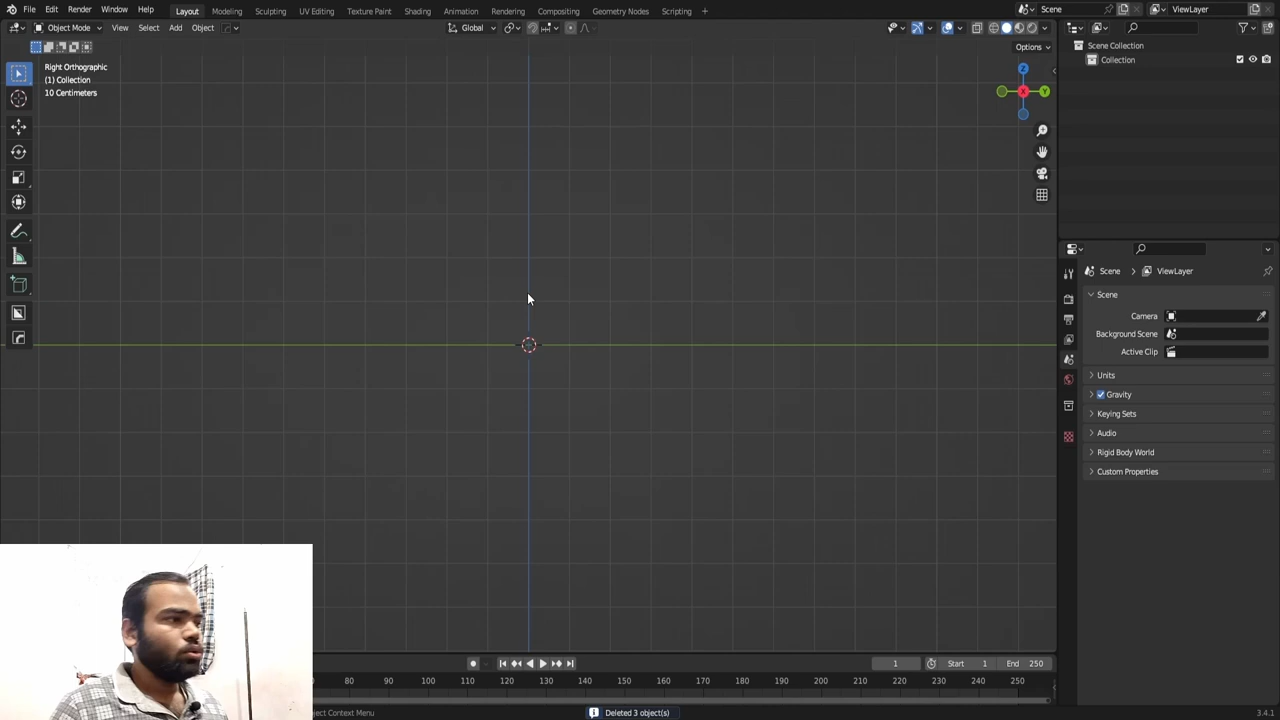 File Edit Render Window Help Layout Modeling Sculpting UV Editing Texture Paint Shading Animation Rendering Compositing Geometry Nodes Scripting + Scene ViewLayer
Object Mode View Select Add Object Global
Options
Right Orthographic
(1) Collection
10 Centimeters
Z
Y
X
Scene Collection
Collection
Scene > ViewLayer
Scene
Camera
Background Scene
Active Clip
Units
Gravity
Keying Sets
Audio
Rigid Body World
Custom Properties
1 Start 1 End 250
80 90 100 110 120 130 140 150 160 170 180 190 200 210 220 230 240 250
Context Menu
Deleted 3 object(s)
3.4.1